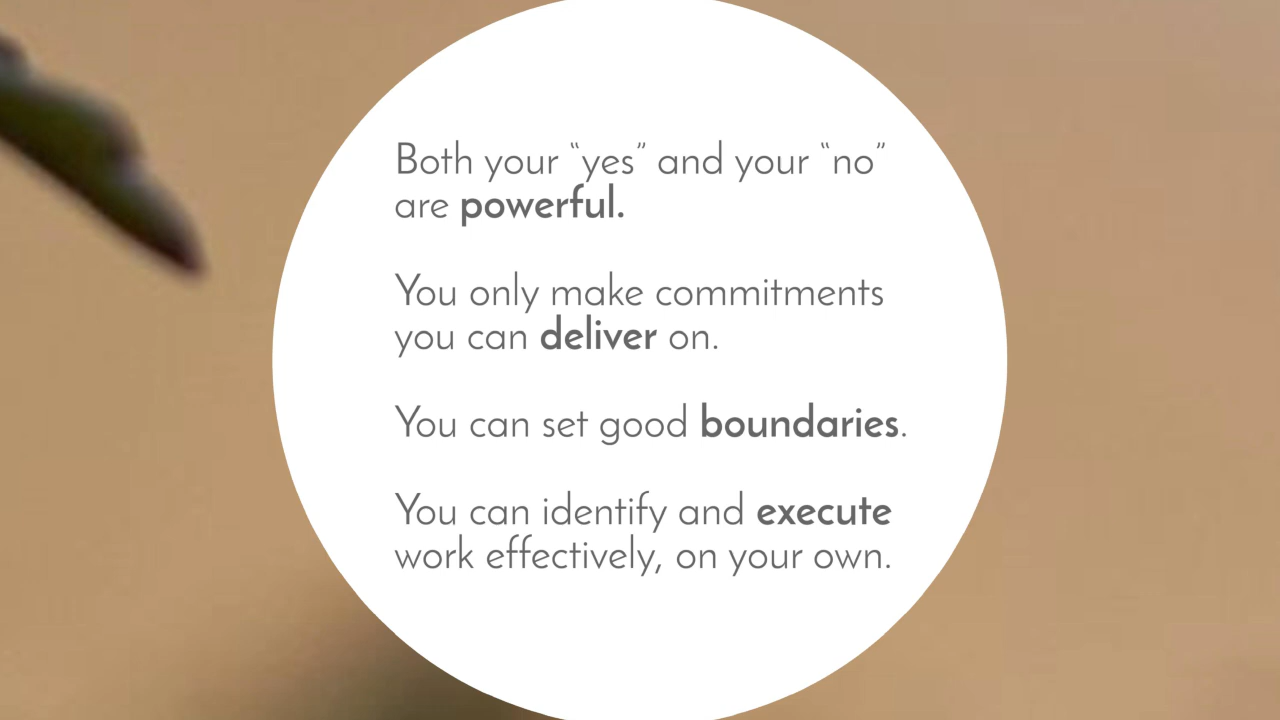 Both your “yes” and your “no”
are powerful.
You only make commitments
you can deliver on.
You can set good boundaries.
You can identify and execute
work effectively, on your own.